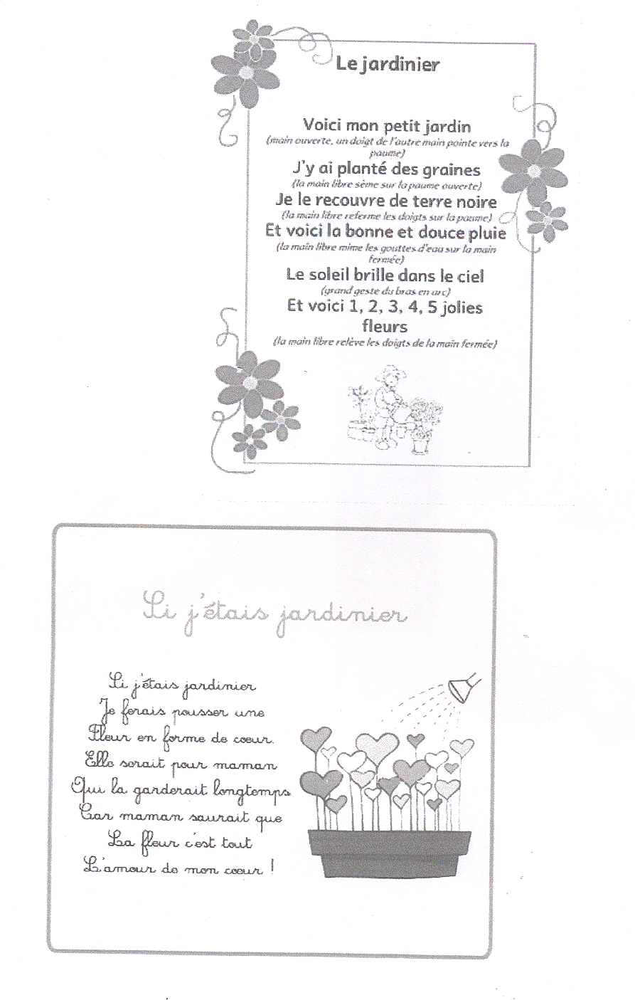 Le jardinier
Voici mon petit jardin
(main ouverte, un doigt de l'autre main pointe vers la
paume)
J'y ai planté des graines
(la main libre sème sur la paume ouverte)
Je le recouvre de terre noire
(la main libre referme les doigts sur la paume)
Et voici la bonne et douce pluie
(la main libre mime les gouttes d'eau sur la main
fermée)
Le soleil brille dans le ciel
(grand geste du bras en arc)
Et voici 1, 2, 3, 4, 5 jolies
fleurs
(la main libre relève les doigts de la main fermée)
Si j'étais jardinier
Si j'étais jardinier
Je ferais pousser une
Fleur en forme de cœur.
Elle serait pour maman
Qui la garderait longtemps
Car maman saurait que
La fleur c'est tout
L'amour de mon cœur !